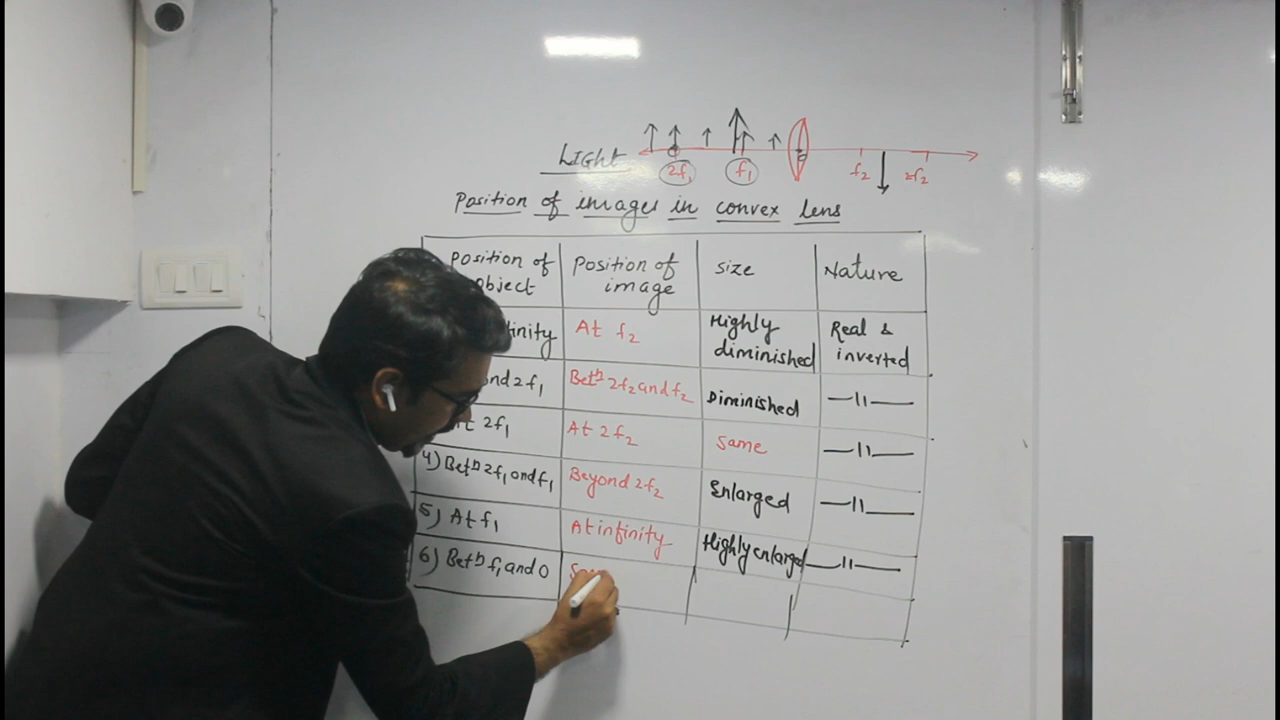 LIGHT
2f₁ f₁ f₂ 2f₂
Position of images in convex lens
Position of
object
Position of
image
size
Nature
finity
At f₂
Highly
diminished
Real &
inverted
ond 2f₁
Betⁿ 2f₂ and f₂
Diminished
—11—
At 2f₁
At 2f₂
Same
—11—
4) Betⁿ 2f₁ and f₁
Beyond 2f₂
Enlarged
—11—
5) At f₁
At infinity
Highly enlarged
—11—
6) Betⁿ f₁ and O